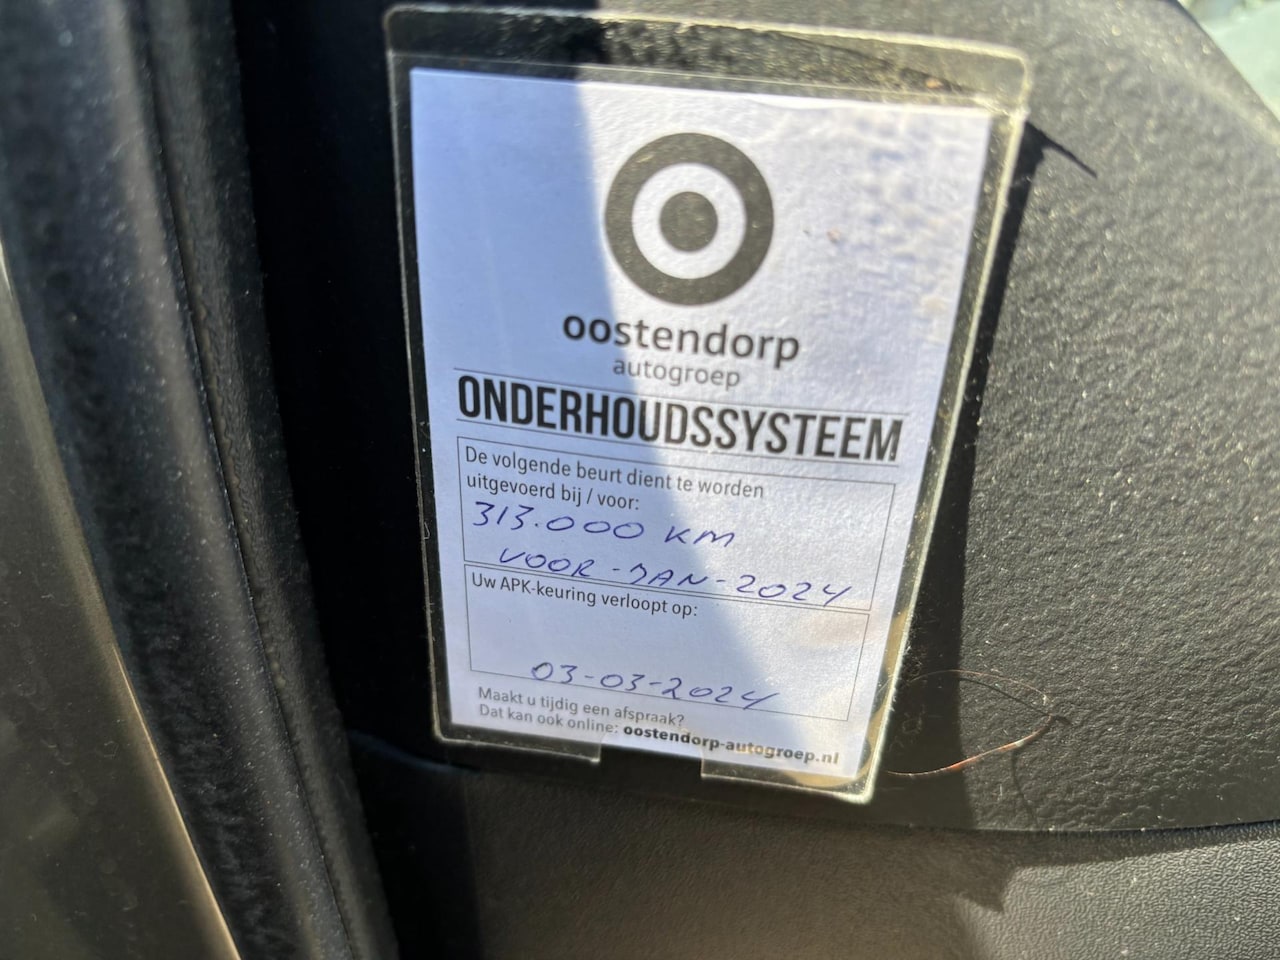 oostendorp
autogroep
ONDERHOUDSSYSTEEM
De volgende beurt dient te worden
uitgevoerd bij / voor:
313.000 KM
VOOR-JAN-2024
Uw APK-keuring verloopt op:
03-03-2024
Maakt u tijdig een afspraak?
Dat kan ook online: oostendorp-autogroep.nl